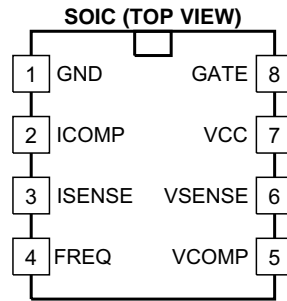 SOIC (TOP VIEW)
1 GND GATE 8
2 ICOMP VCC 7
3 ISENSE VSENSE 6
4 FREQ VCOMP 5